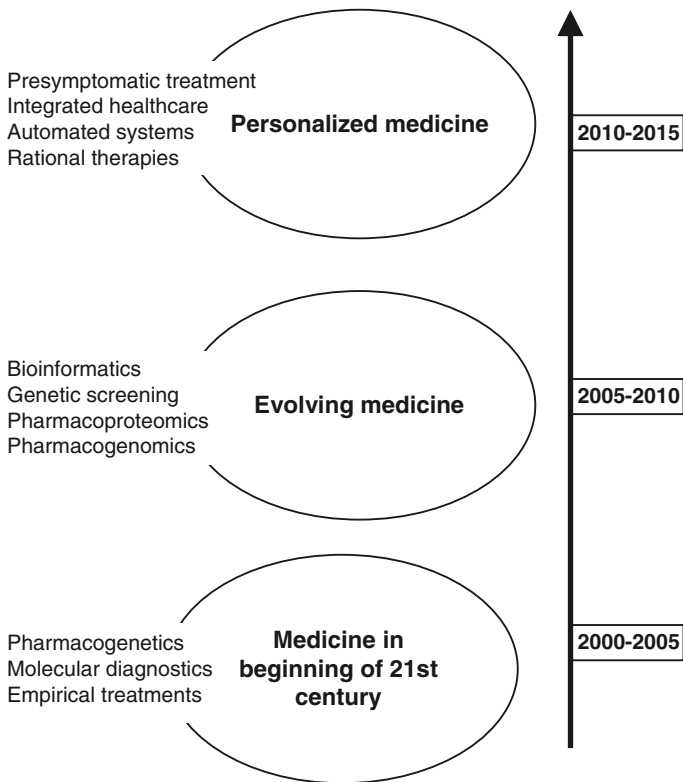 Presymptomatic treatment
Integrated healthcare
Automated systems
Rational therapies
Personalized medicine
2010-2015
Bioinformatics
Genetic screening
Pharmacoproteomics
Pharmacogenomics
Evolving medicine
2005-2010
Pharmacogenetics
Molecular diagnostics
Empirical treatments
Medicine in
beginning of 21st
century
2000-2005